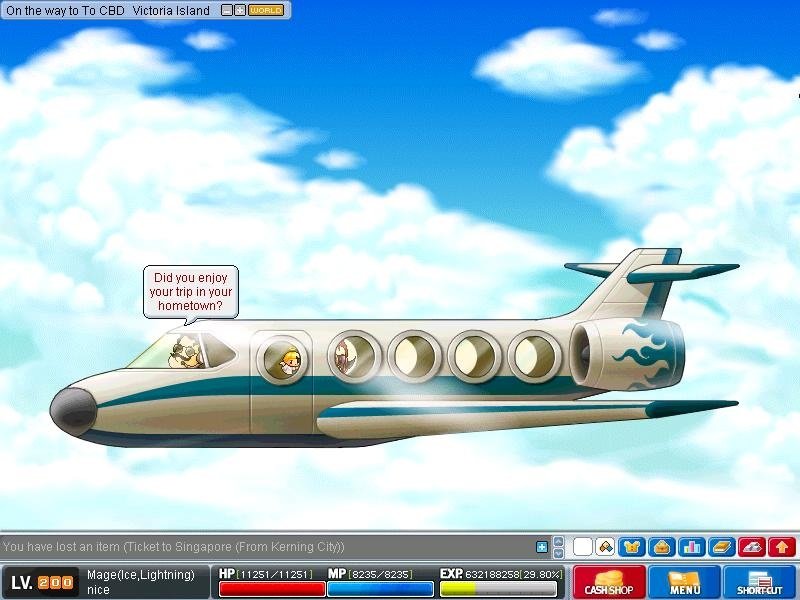 On the way to To CBD Victoria Island
WORLD
Did you enjoy
your trip in your
hometown?
You have lost an item (Ticket to Singapore (From Kerning City))
LV. 200
Mage(Ice,Lightning)
nice
HP[11251/11251] MP[8235/8235] EXP. 632188258[29.80%]
CASH SHOP MENU SHORT CUT